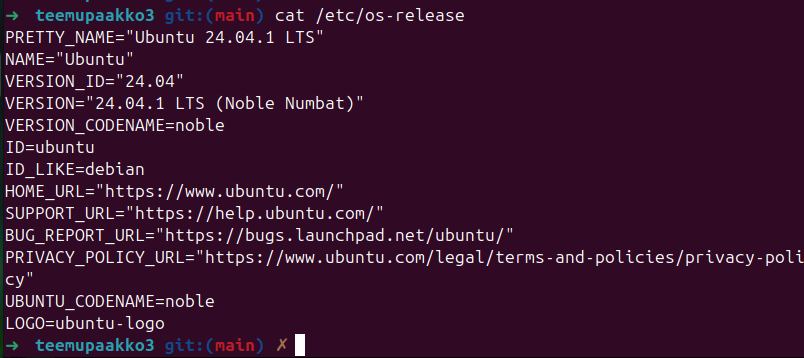 ➜  teemupaakko3 git:(main) cat /etc/os-release
PRETTY_NAME="Ubuntu 24.04.1 LTS"
NAME="Ubuntu"
VERSION_ID="24.04"
VERSION="24.04.1 LTS (Noble Numbat)"
VERSION_CODENAME=noble
ID=ubuntu
ID_LIKE=debian
HOME_URL="https://www.ubuntu.com/"
SUPPORT_URL="https://help.ubuntu.com/"
BUG_REPORT_URL="https://bugs.launchpad.net/ubuntu/"
PRIVACY_POLICY_URL="https://www.ubuntu.com/legal/terms-and-policies/privacy-poli
cy"
UBUNTU_CODENAME=noble
LOGO=ubuntu-logo
➜  teemupaakko3 git:(main) ✗